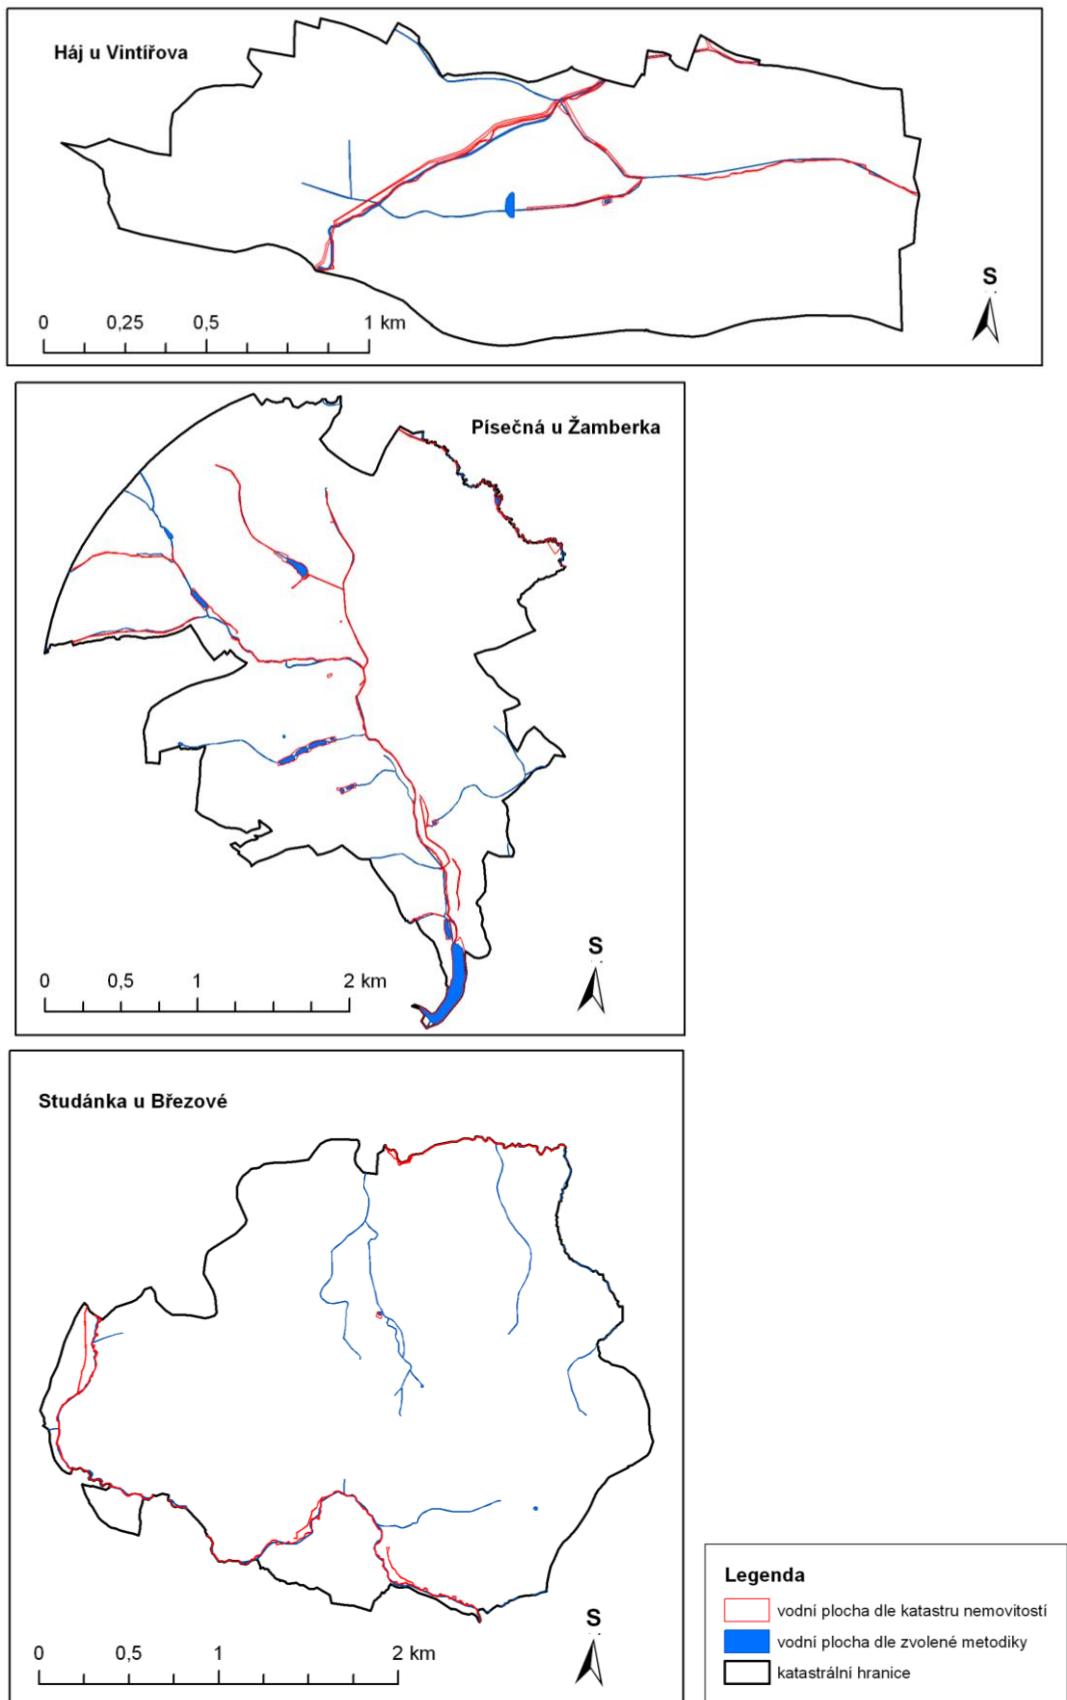 Háj u Vintířova
S
0 0,25 0,5 1 km
Písečná u Žamberka
S
0 0,5 1 2 km
Studánka u Březové
S
0 0,5 1 2 km
Legenda
vodní plocha dle katastru nemovitostí
vodní plocha dle zvolené metodiky
katastrální hranice